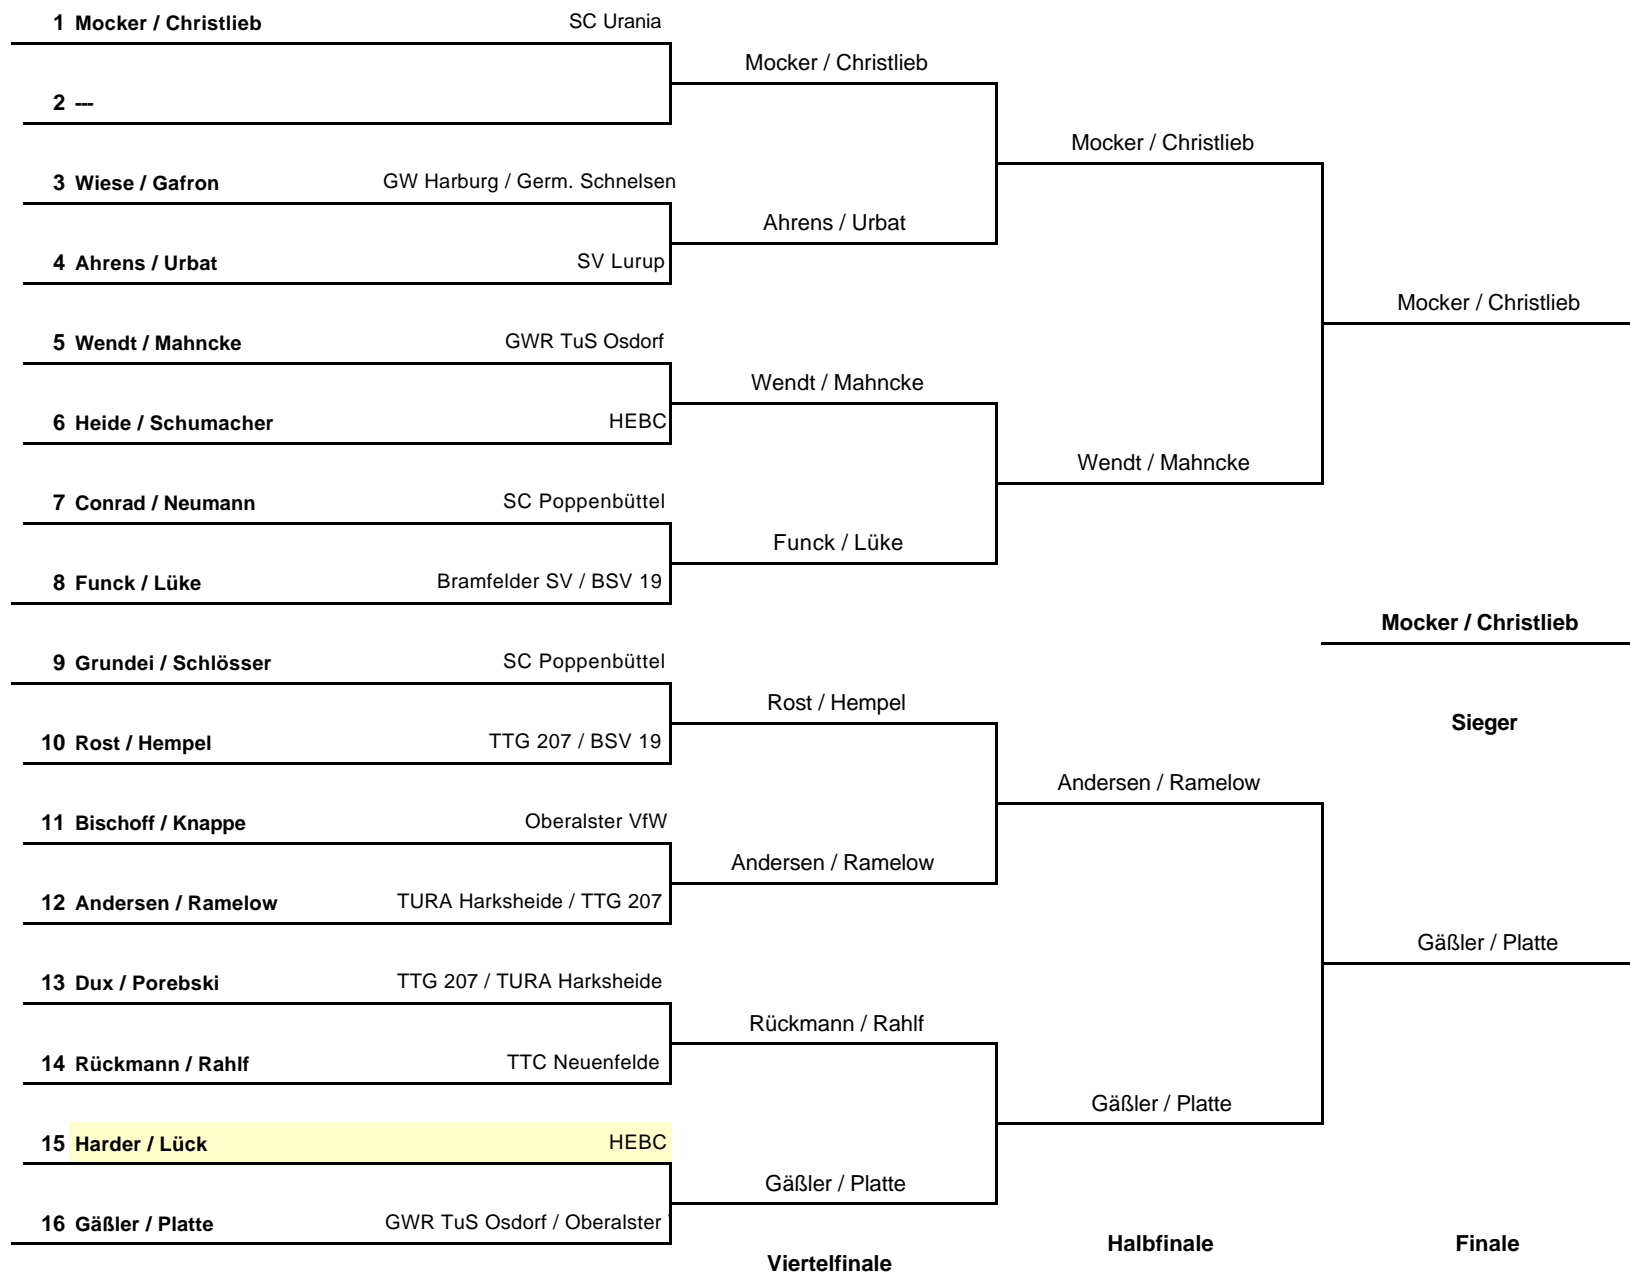 1 Mocker / Christlieb SC Urania
Mocker / Christlieb
2 ---
Mocker / Christlieb
3 Wiese / Gafron GW Harburg / Germ. Schnelsen
Ahrens / Urbat
4 Ahrens / Urbat SV Lurup
Mocker / Christlieb
5 Wendt / Mahncke GWR TuS Osdorf
Wendt / Mahncke
6 Heide / Schumacher HEBC
Wendt / Mahncke
7 Conrad / Neumann SC Poppenbüttel
Funck / Lüke
8 Funck / Lüke Bramfelder SV / BSV 19
Mocker / Christlieb
9 Grundei / Schlösser SC Poppenbüttel
Rost / Hempel
Sieger
10 Rost / Hempel TTG 207 / BSV 19
Andersen / Ramelow
11 Bischoff / Knappe Oberalster VfW
Andersen / Ramelow
12 Andersen / Ramelow TURA Harksheide / TTG 207
Gäßler / Platte
13 Dux / Porebski TTG 207 / TURA Harksheide
Rückmann / Rahlf
14 Rückmann / Rahlf TTC Neuenfelde
Gäßler / Platte
15 Harder / Lück HEBC
Gäßler / Platte
16 Gäßler / Platte GWR TuS Osdorf / Oberalster
Halbfinale Finale
Viertelfinale